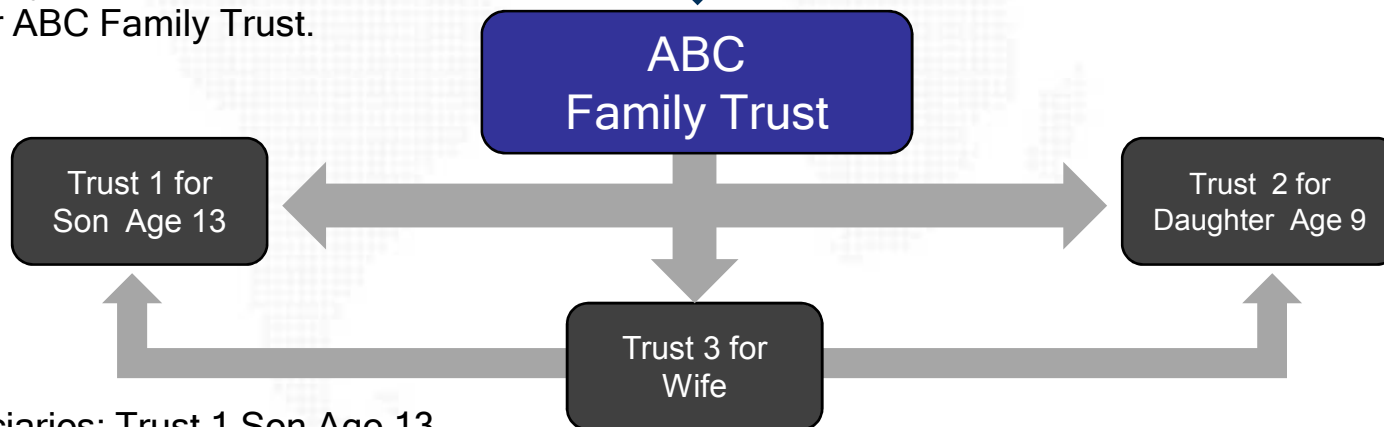 ABC Family Trust.
ABC
Family Trust
Trust 1 for
Son Age 13
Trust 2 for
Daughter Age 9
Trust 3 for
Wife
Trust 1 Son Age 13